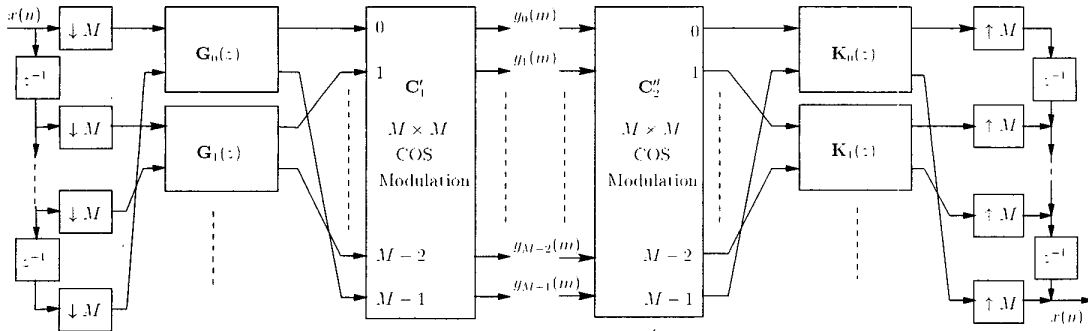 x(n)
↓ M
z⁻¹
↓ M
↓ M
z⁻¹
↓ M
G₀(z)
G₁(z)
0
1
C′₁
M × M
COS
Modulation
M − 2
M − 1
y₀(m)
y₁(m)
y_{M−2}(m)
y_{M−1}(m)
0
1
C″₂
M × M
COS
Modulation
M − 2
M − 1
K₀(z)
K₁(z)
↑ M
z⁻¹
↑ M
↑ M
z⁻¹
↑ M
x(n)